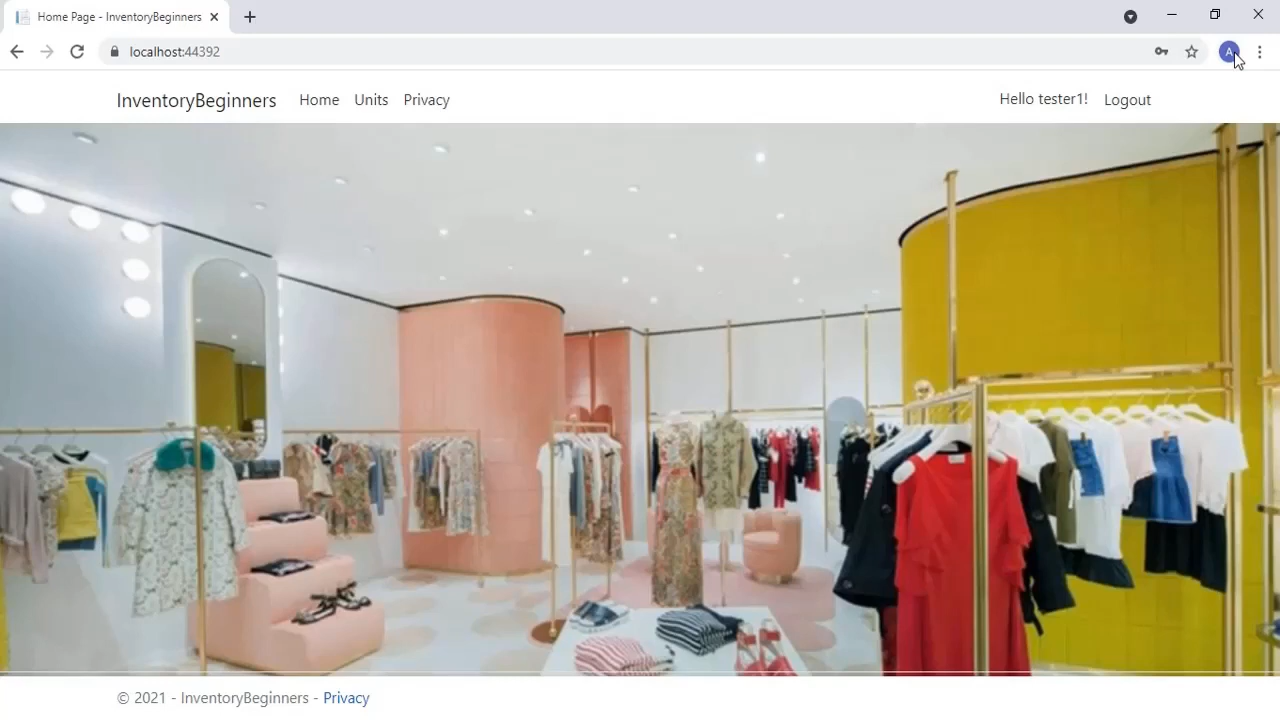 Home Page - InventoryBeginners
localhost:44392
A
InventoryBeginners Home Units Privacy Hello tester1! Logout
© 2021 - InventoryBeginners - Privacy